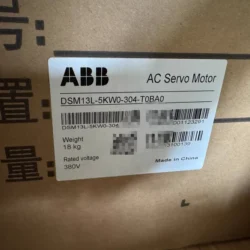 号
ABB
AC Servo Motor
DSM13L-5KW0-304-T0BA0
DSM13L-5KW0-304
Weight
18 kg
Rated voltage
360V
Made in China
置
量: